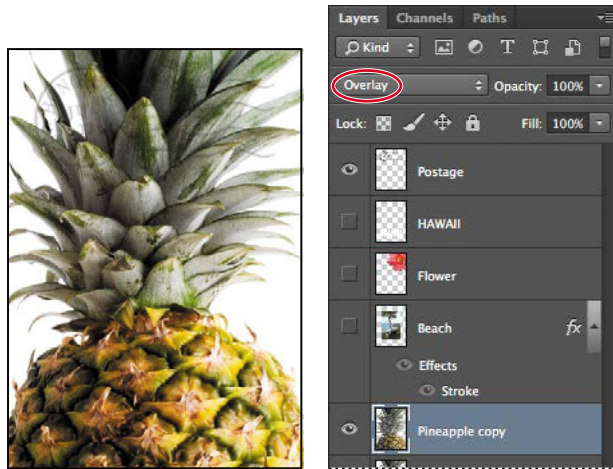 Layers Channels Paths
Kind
Overlay Opacity: 100%
Lock: Fill: 100%
Postage
HAWAII
Flower
Beach fx
Effects
Stroke
Pineapple copy